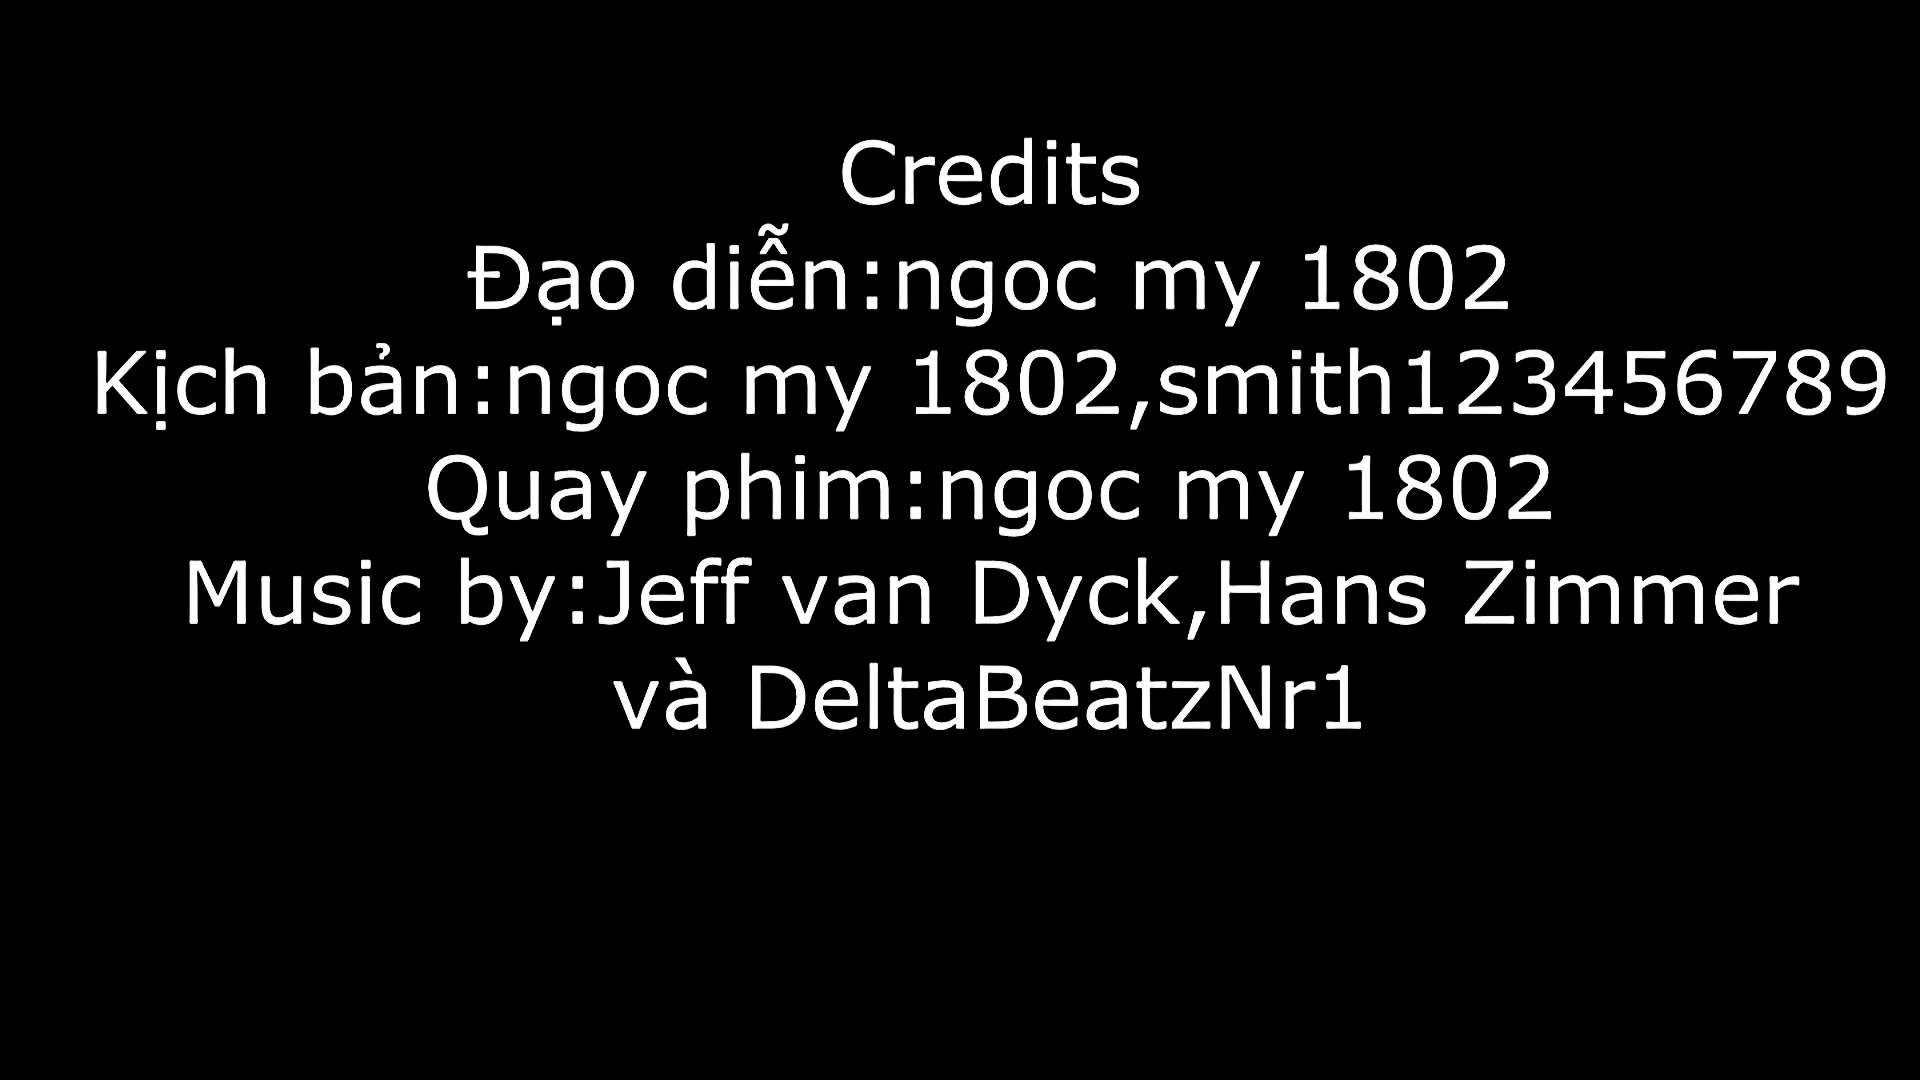 Credits
Đạo diễn:ngoc my 1802
Kịch bản:ngoc my 1802,smith123456789
Quay phim:ngoc my 1802
Music by:Jeff van Dyck,Hans Zimmer
và DeltaBeatzNr1